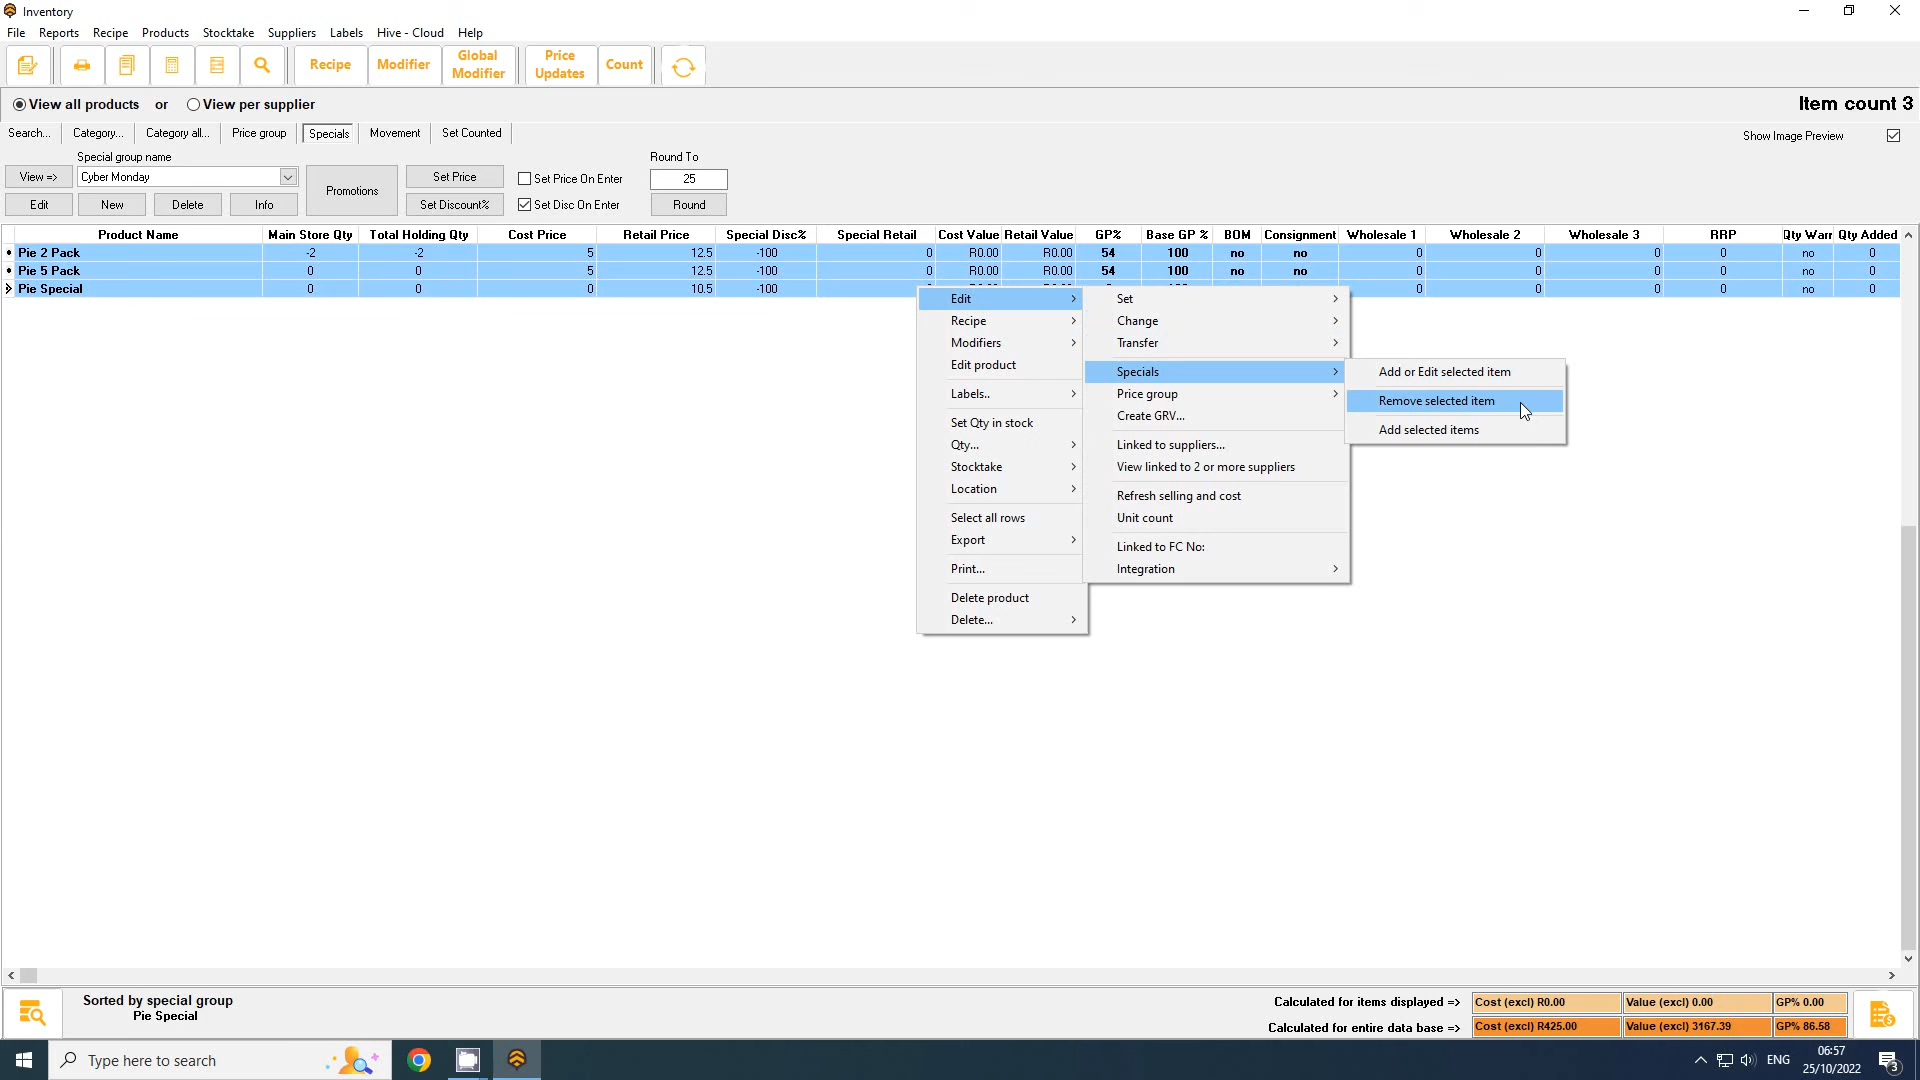 Inventory
File Reports Recipe Products Stocktake Suppliers Labels Hive - Cloud Help
Recipe Modifier Global Modifier Price Updates Count
View all products or View per supplier Item count 3
Search... Category... Category all... Price group Specials Movement Set Counted Show Image Preview
Special group name Round To
View => Cyber Monday Promotions Set Price Set Price On Enter 25
Edit New Delete Info Set Discount% Set Disc On Enter Round
Product Name Main Store Qty Total Holding Qty Cost Price Retail Price Special Disc% Special Retail Cost Value Retail Value GP% Base GP % BOM Consignment Wholesale 1 Wholesale 2 Wholesale 3 RRP Qty Warr Qty Added
Pie 2 Pack -2 -2 5 12.5 -100 0 R0.00 R0.00 54 100 no no 0 0 0 0 no 0
Pie 5 Pack 0 0 5 12.5 -100 0 R0.00 R0.00 54 100 no no 0 0 0 0 no 0
Pie Special 0 0 0 10.5 -100 0 0 0 0 no 0
Edit
Recipe
Modifiers
Edit product
Labels..
Set Qty in stock
Qty...
Stocktake
Location
Select all rows
Export
Print...
Delete product
Delete...
Set
Change
Transfer
Specials
Price group
Create GRV...
Linked to suppliers...
View linked to 2 or more suppliers
Refresh selling and cost
Unit count
Linked to FC No:
Integration
Add or Edit selected item
Remove selected item
Add selected items
Sorted by special group
Pie Special
Calculated for items displayed => Cost (excl) R0.00 Value (excl) 0.00 GP% 0.00
Calculated for entire data base => Cost (excl) R425.00 Value (excl) 3167.39 GP% 86.58
Type here to search
ENG
06:57
25/10/2022
3